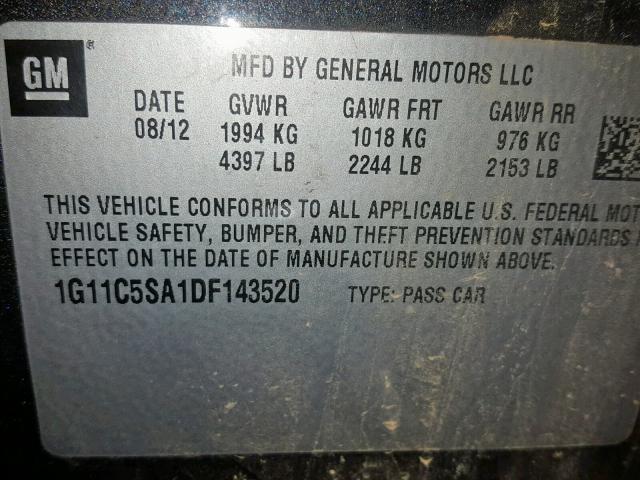 GM
®
MFD BY GENERAL MOTORS LLC
DATE GVWR GAWR FRT GAWR RR
08/12 1994 KG 1018 KG 976 KG
4397 LB 2244 LB 2153 LB
THIS VEHICLE CONFORMS TO ALL APPLICABLE U.S. FEDERAL MOT
VEHICLE SAFETY, BUMPER, AND THEFT PREVENTION STANDARDS
EFFECT ON THE DATE OF MANUFACTURE SHOWN ABOVE.
1G11C5SA1DF143520 TYPE: PASS CAR